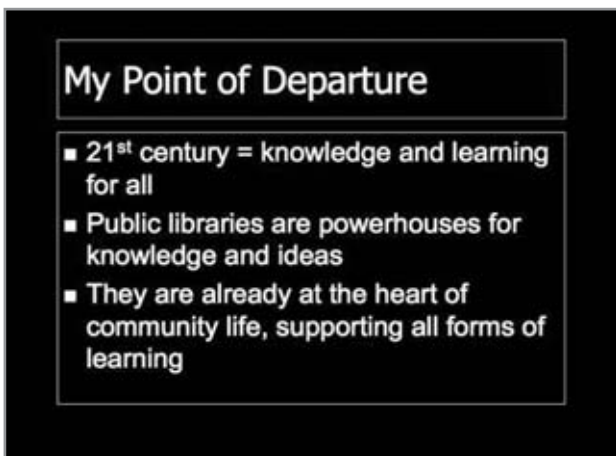 My Point of Departure
■ 21st century = knowledge and learning
for all
■ Public libraries are powerhouses for
knowledge and ideas
■ They are already at the heart of
community life, supporting all forms of
learning